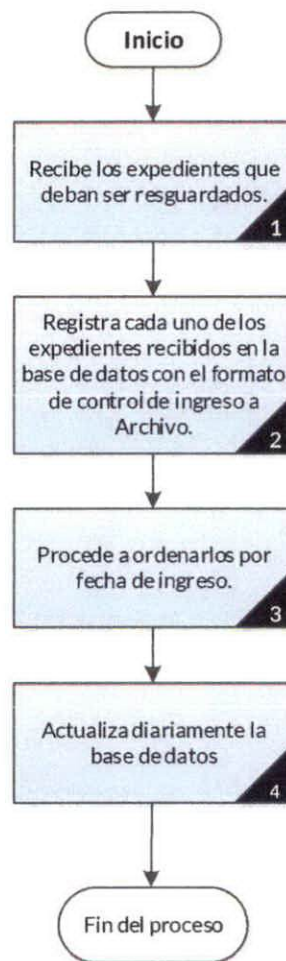 Inicio
Recibe los expedientes que
deban ser resguardados.
1
Registra cada uno de los
expedientes recibidos en la
base de datos con el formato
de control de ingreso a
Archivo.
2
Procede a ordenarlos por
fecha de ingreso.
3
Actualiza diariamente la
base de datos
4
Fin del proceso